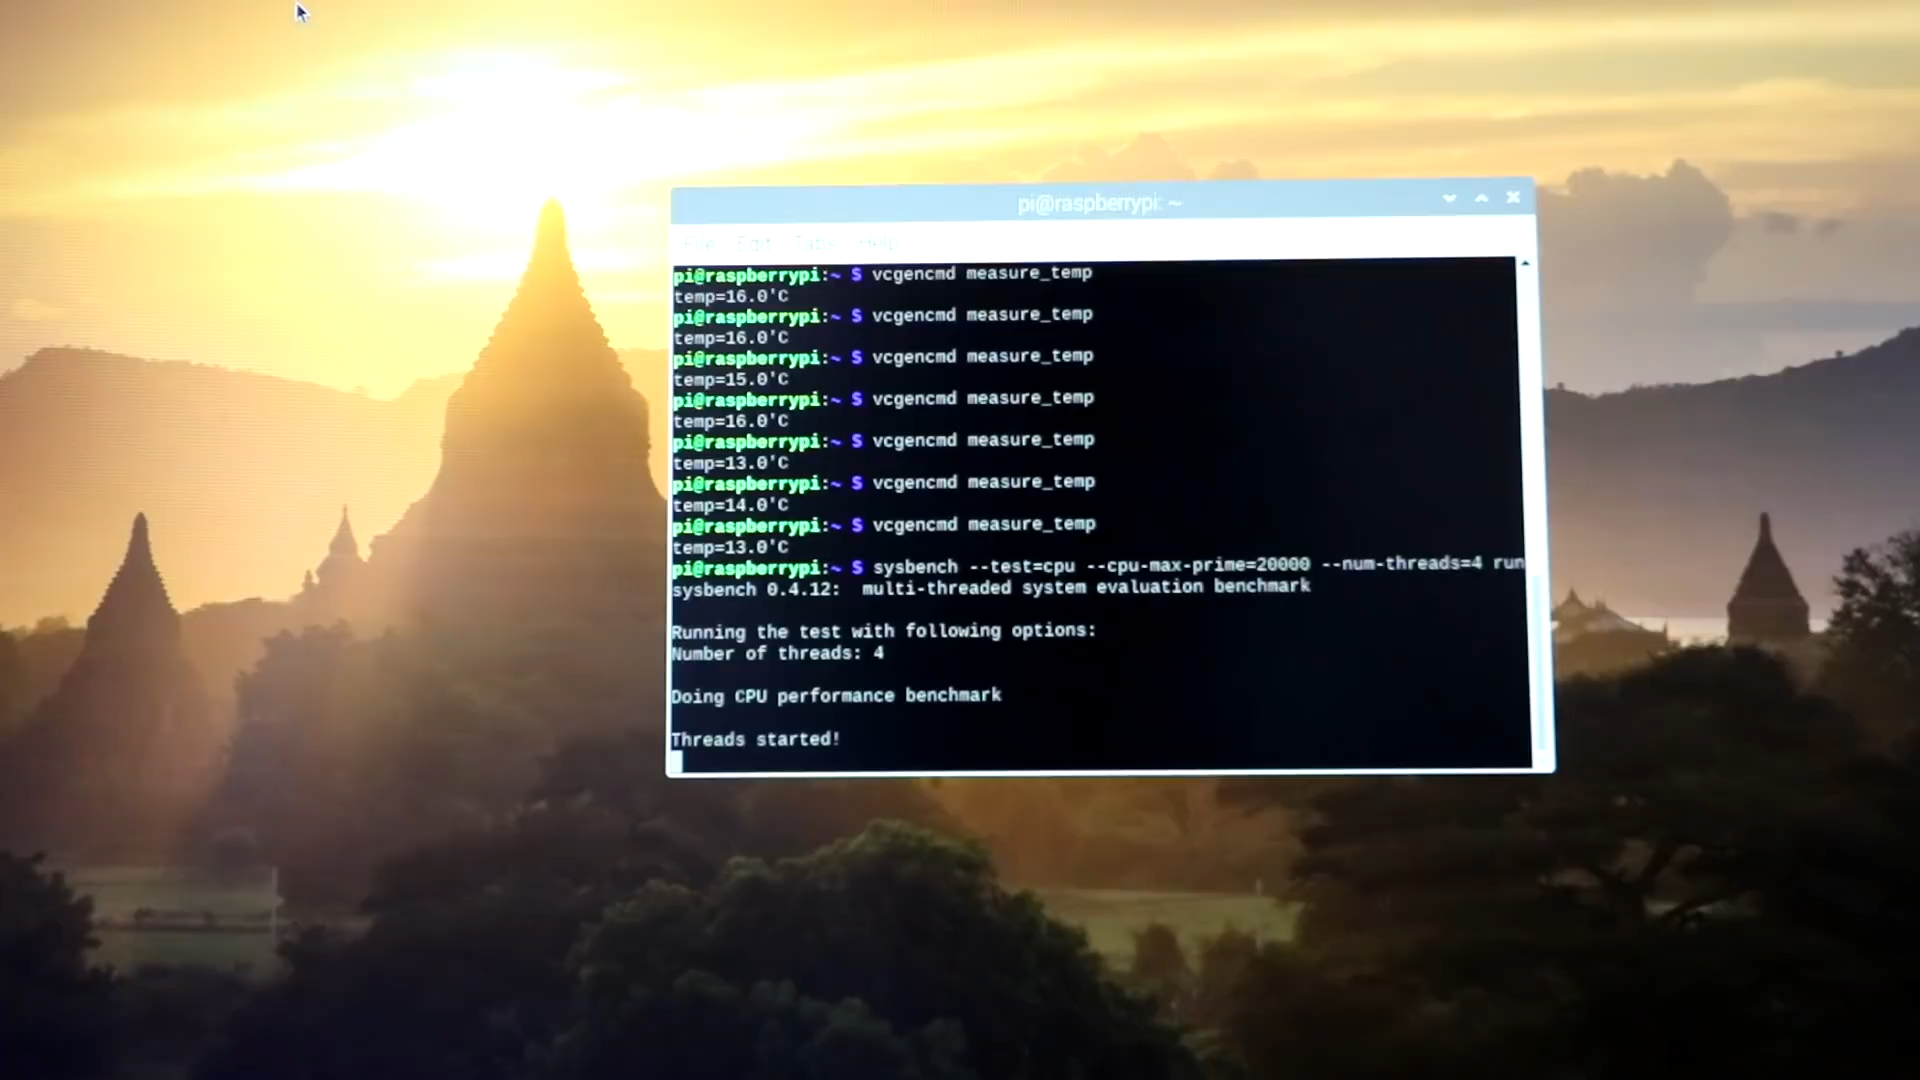 pi@raspberrypi: ~
File Edit Tabs Help
pi@raspberrypi:~ $ vcgencmd measure_temp
temp=16.0'C
pi@raspberrypi:~ $ vcgencmd measure_temp
temp=16.0'C
pi@raspberrypi:~ $ vcgencmd measure_temp
temp=15.0'C
pi@raspberrypi:~ $ vcgencmd measure_temp
temp=16.0'C
pi@raspberrypi:~ $ vcgencmd measure_temp
temp=13.0'C
pi@raspberrypi:~ $ vcgencmd measure_temp
temp=14.0'C
pi@raspberrypi:~ $ vcgencmd measure_temp
temp=13.0'C
pi@raspberrypi:~ $ sysbench --test=cpu --cpu-max-prime=20000 --num-threads=4 run
sysbench 0.4.12:  multi-threaded system evaluation benchmark
Running the test with following options:
Number of threads: 4
Doing CPU performance benchmark
Threads started!